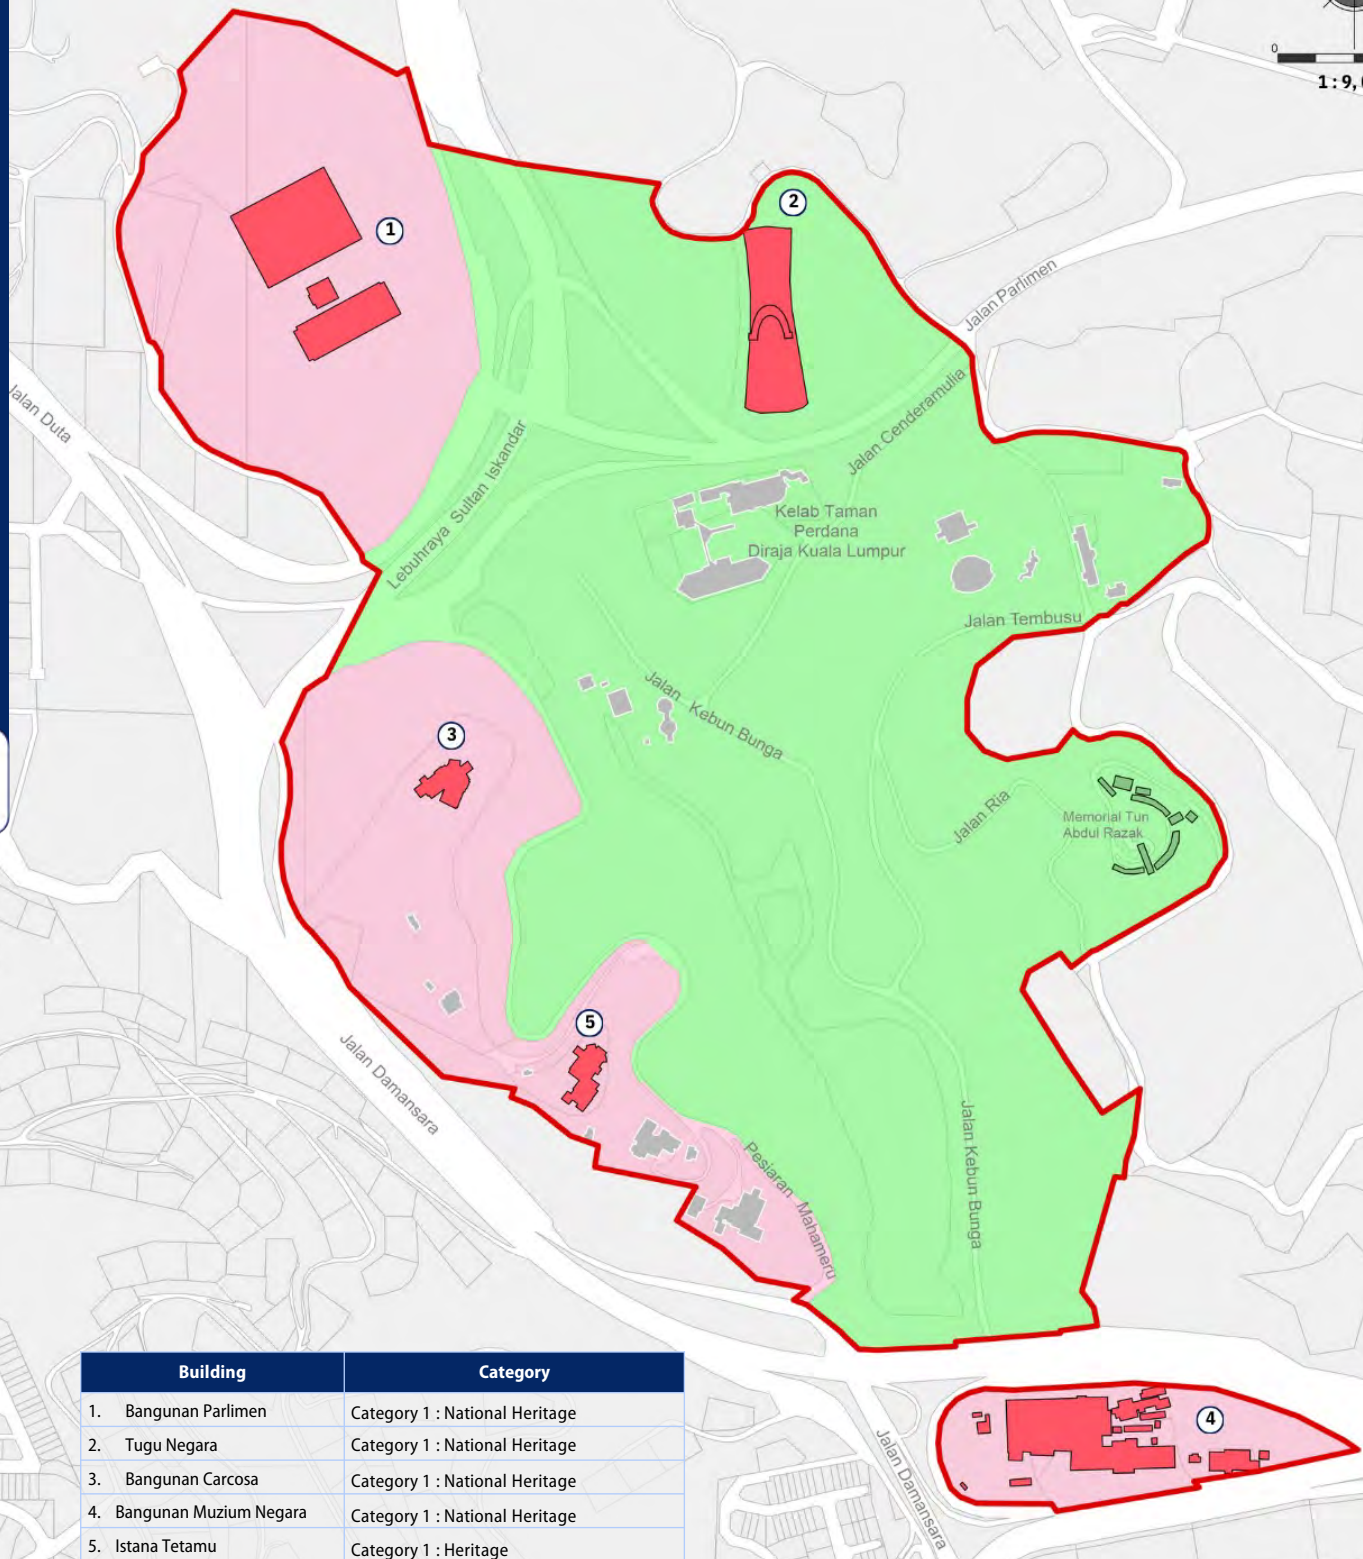 0
1 : 9,
1
2
Jalan Parlimen
Jalan Duta
Jalan Cenderamulia
Lebuhraya Sultan Iskandar
Kelab Taman
Perdana
Diraja Kuala Lumpur
Jalan Tembusu
Jalan Kebun Bunga
3
Jalan Ria
Memorial Tun
Abdul Razak
5
Jalan Damansara
Pesiaran Mahameru
Jalan Kebun Bunga
4
Jalan Damansara
Building Category
1. Bangunan Parlimen Category 1 : National Heritage
2. Tugu Negara Category 1 : National Heritage
3. Bangunan Carcosa Category 1 : National Heritage
4. Bangunan Muzium Negara Category 1 : National Heritage
5. Istana Tetamu Category 1 : Heritage